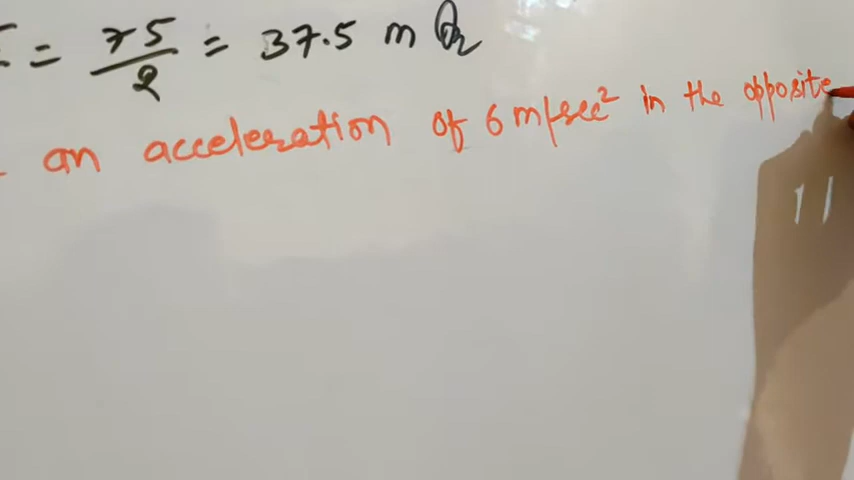 = 75/2 = 37.5 m
an acceleration of 6 m/sec² in the opposite